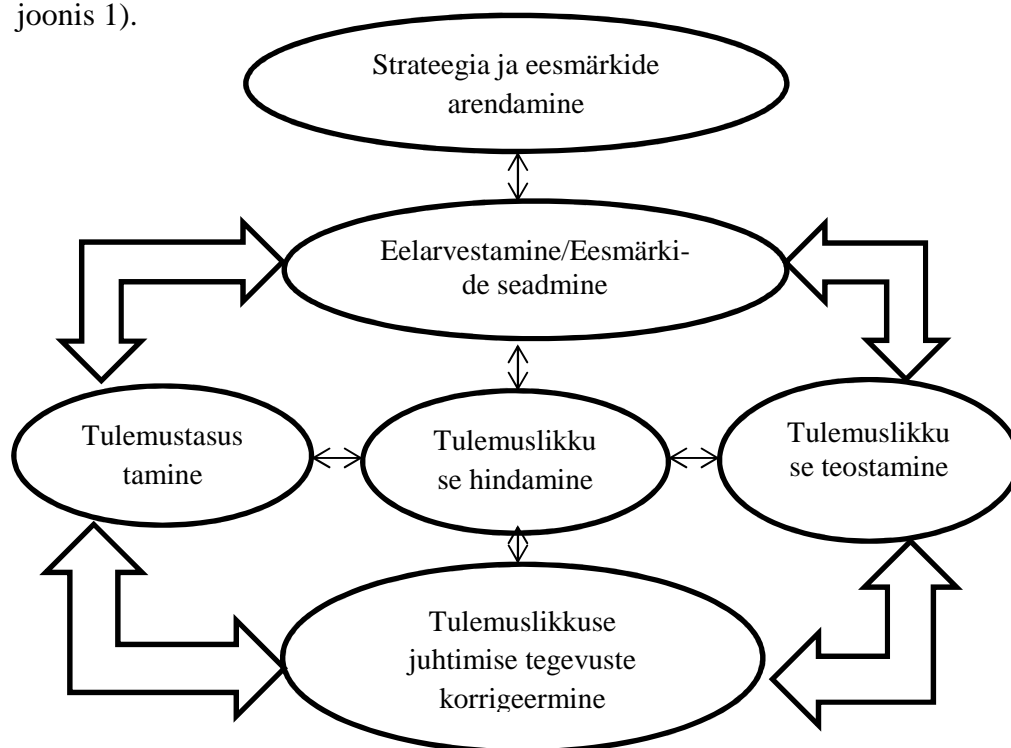 joonis 1).
Strateegia ja eesmärkide
arendamine
Eelarvestamine/Eesmärki-
de seadmine
Tulemustasus
tamine
Tulemuslikku
se hindamine
Tulemuslikku
se teostamine
Tulemuslikkuse
juhtimise tegevuste
korrigeermine